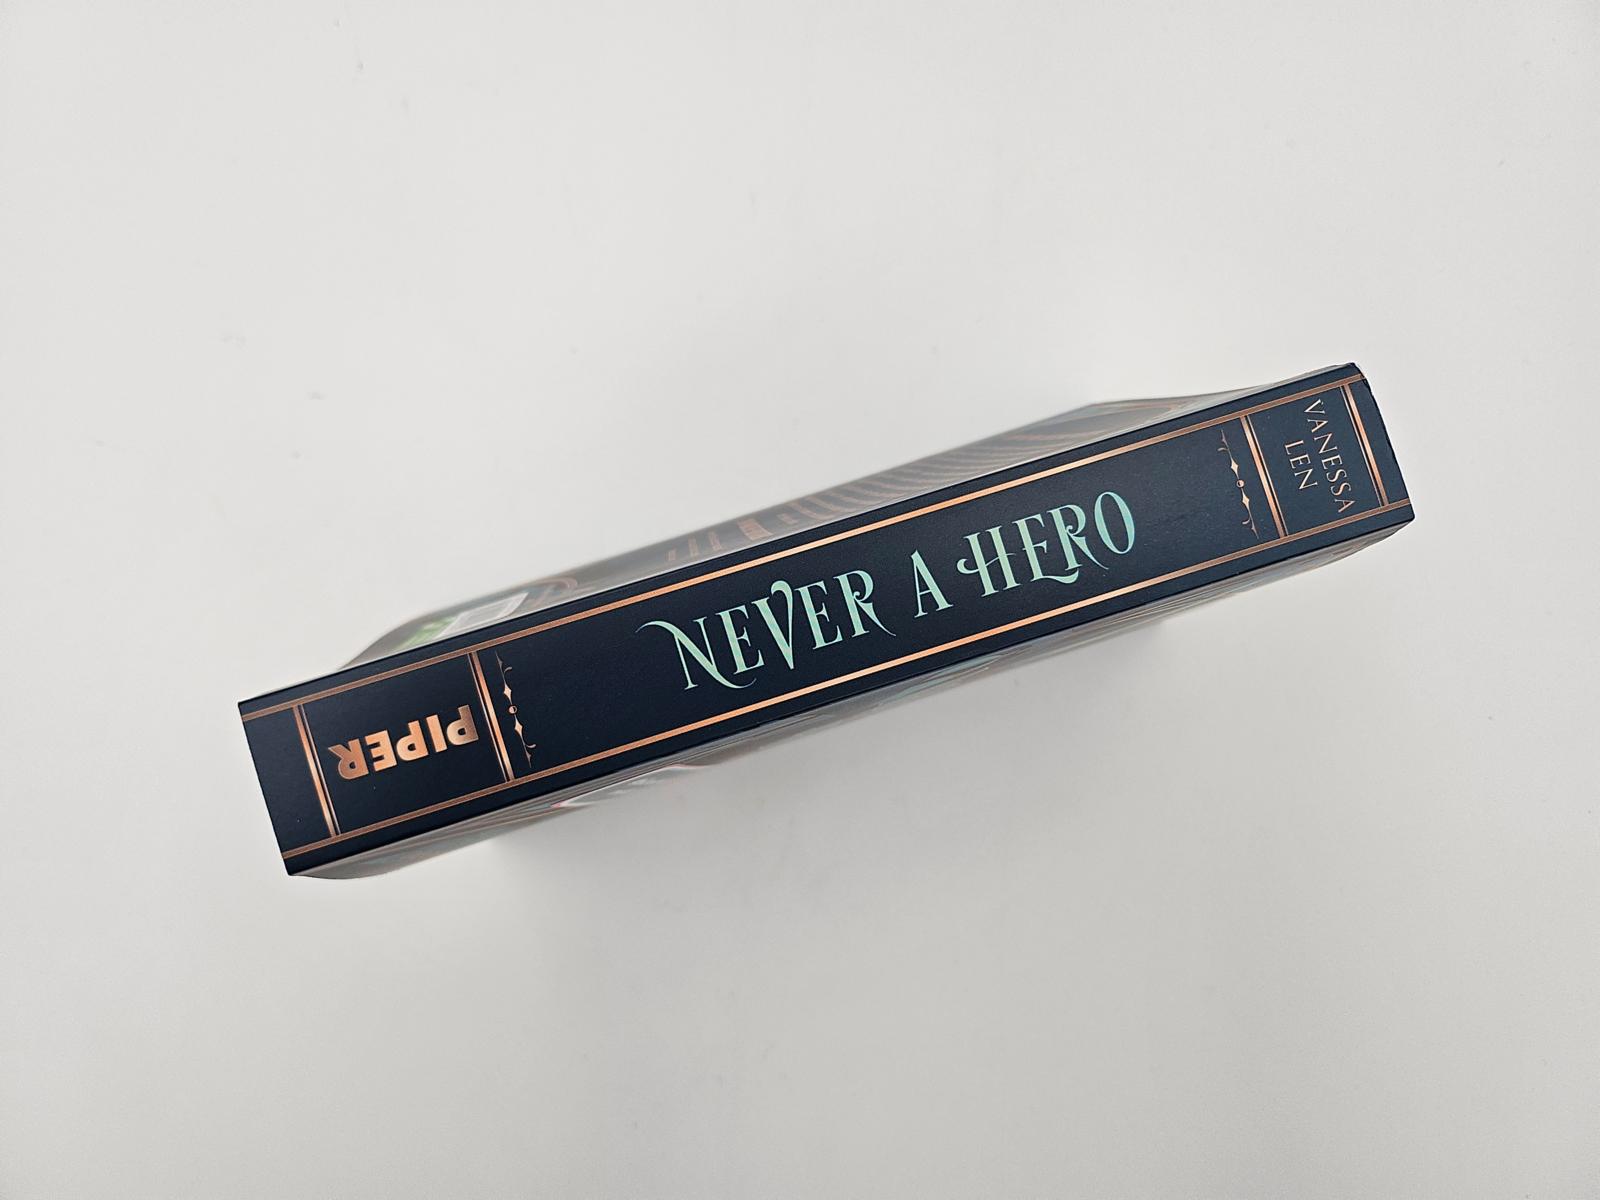 VANESSA
LEN
NEVER A HERO
PIPER